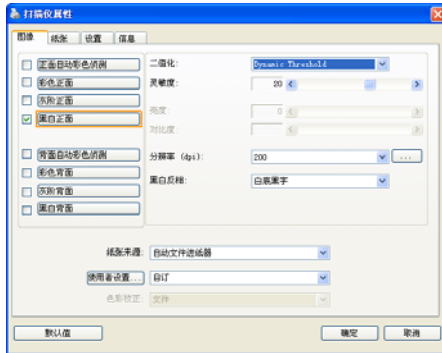 扫描仪属性
图像 纸张 设置 信息
正面自动彩色侦测
彩色正面
灰阶正面
黑白正面
背面自动彩色侦测
彩色背面
灰阶背面
黑白背面
二值化: Dynamic Threshold
灵敏度: 20
亮度: 0
对比度:
分辨率 (dpi): 200 ...
黑白反相: 白底黑字
纸张来源: 自动文件进纸器
使用者设置... 自订
色彩校正: 文件
默认值 确定 取消